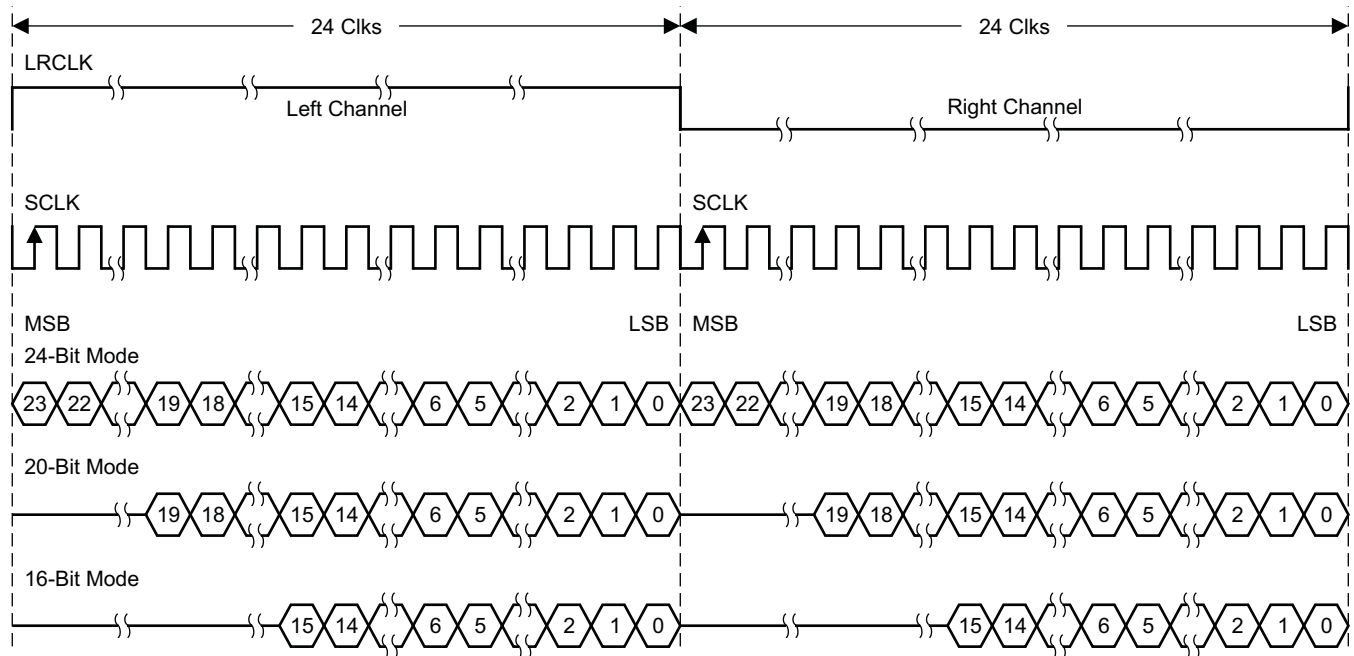 24 Clks 24 Clks
LRCLK
Left Channel Right Channel
SCLK SCLK
MSB LSB MSB LSB
24-Bit Mode
23 22 19 18 15 14 6 5 2 1 0 23 22 19 18 15 14 6 5 2 1 0
20-Bit Mode
19 18 15 14 6 5 2 1 0 19 18 15 14 6 5 2 1 0
16-Bit Mode
15 14 6 5 2 1 0 15 14 6 5 2 1 0